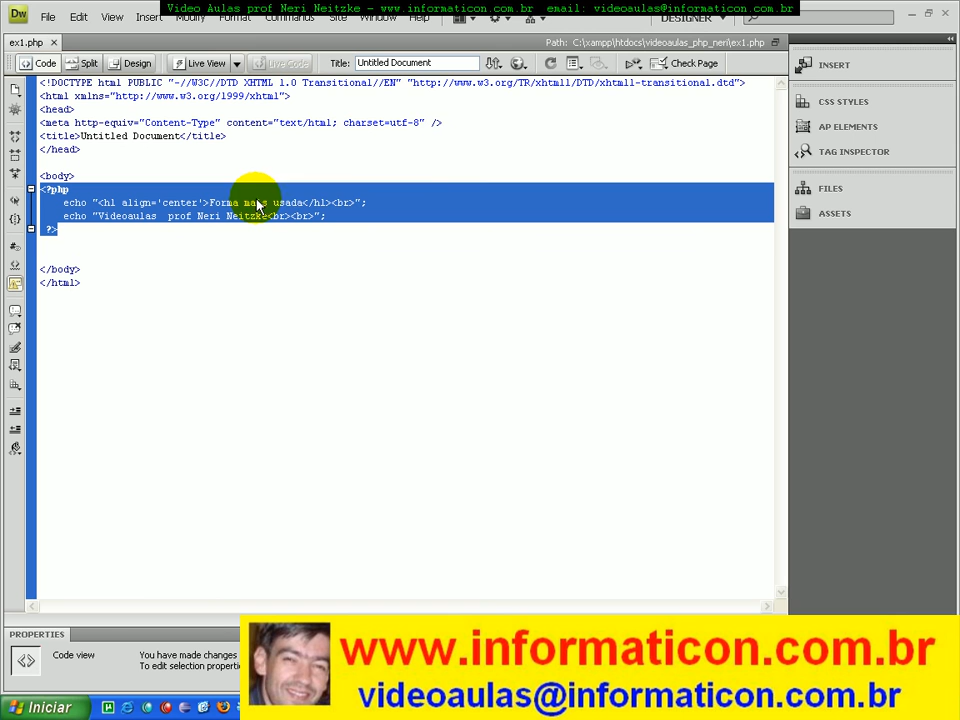 Video Aulas prof Neri Neitzke - www.informaticon.com.br email: videoaulas@informaticon.com.br
Dw File Edit View Insert Modify Format Commands Site Window Help DESIGNER
ex1.php
Path: C:\xampp\htdocs\videoaulas_php_neri\ex1.php
Code Split Design Live View Live Code Title: Untitled Document Check Page
<!DOCTYPE html PUBLIC "-//W3C//DTD XHTML 1.0 Transitional//EN" "http://www.w3.org/TR/xhtml1/DTD/xhtml1-transitional.dtd">
<html xmlns="http://www.w3.org/1999/xhtml">
<head>
<meta http-equiv="Content-Type" content="text/html; charset=utf-8" />
<title>Untitled Document</title>
</head>
<body>
<?php
echo "<h1 align='center'>Forma mais usada</h1><br>";
echo "Videoaulas  prof Neri Neitzke<br><br>";
?>
</body>
</html>
INSERT
CSS STYLES
AP ELEMENTS
TAG INSPECTOR
FILES
ASSETS
PROPERTIES
Code view
You have made changes
To edit selection properti
www.informaticon.com.br
videoaulas@informaticon.com.br
Iniciar